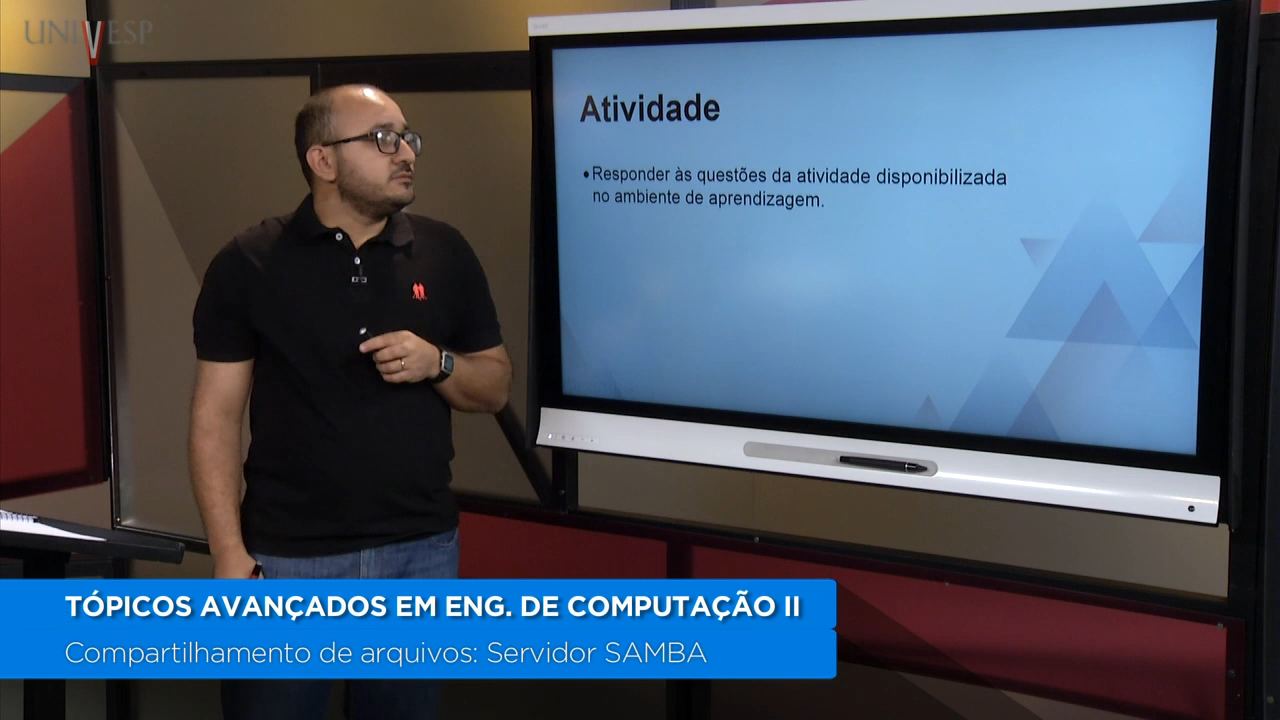 UNIVESP
Atividade
• Responder às questões da atividade disponibilizada
no ambiente de aprendizagem.
TÓPICOS AVANÇADOS EM ENG. DE COMPUTAÇÃO II
Compartilhamento de arquivos: Servidor SAMBA